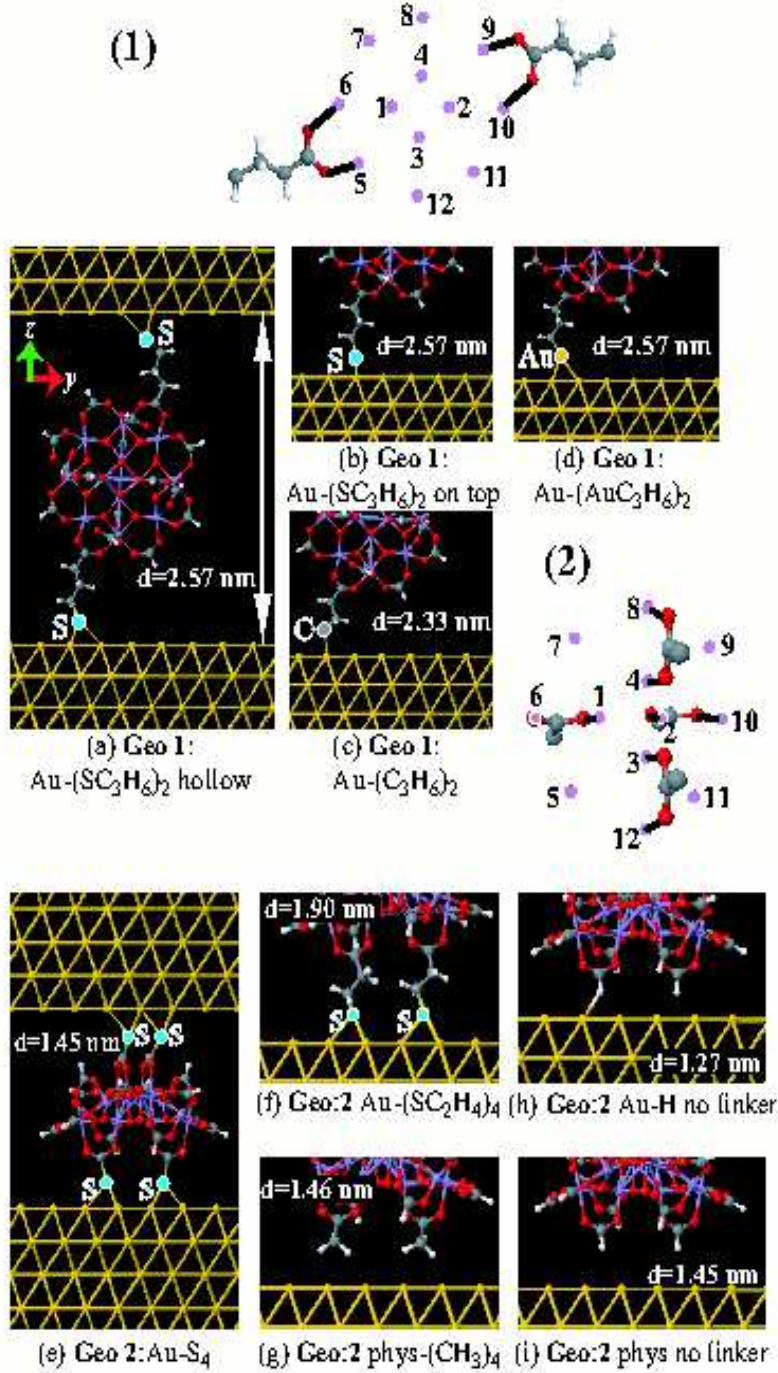 (1)
8
7
9
4
6
1
2
10
3
5
11
12
S
z
y
d=2.57 nm
S
(a) Geo 1:
Au-(SC₃H₆)₂ hollow
d=2.57 nm
S
(b) Geo 1:
Au-(SC₃H₆)₂ on top
Au
d=2.57 nm
(d) Geo 1:
Au-(AuC₃H₆)₂
C
d=2.33 nm
(c) Geo 1:
Au-(C₃H₆)₂
(2)
8
7
9
4
6
1
2
10
3
5
11
12
S
S
d=1.45 nm
S
S
(e) Geo 2:Au-S₄
d=1.90 nm
S
S
(f) Geo:2 Au-(SC₂H₄)₄
d=1.27 nm
(h) Geo:2 Au-H no linker
d=1.46 nm
(g) Geo:2 phys-(CH₃)₄
d=1.45 nm
(i) Geo:2 phys no linker